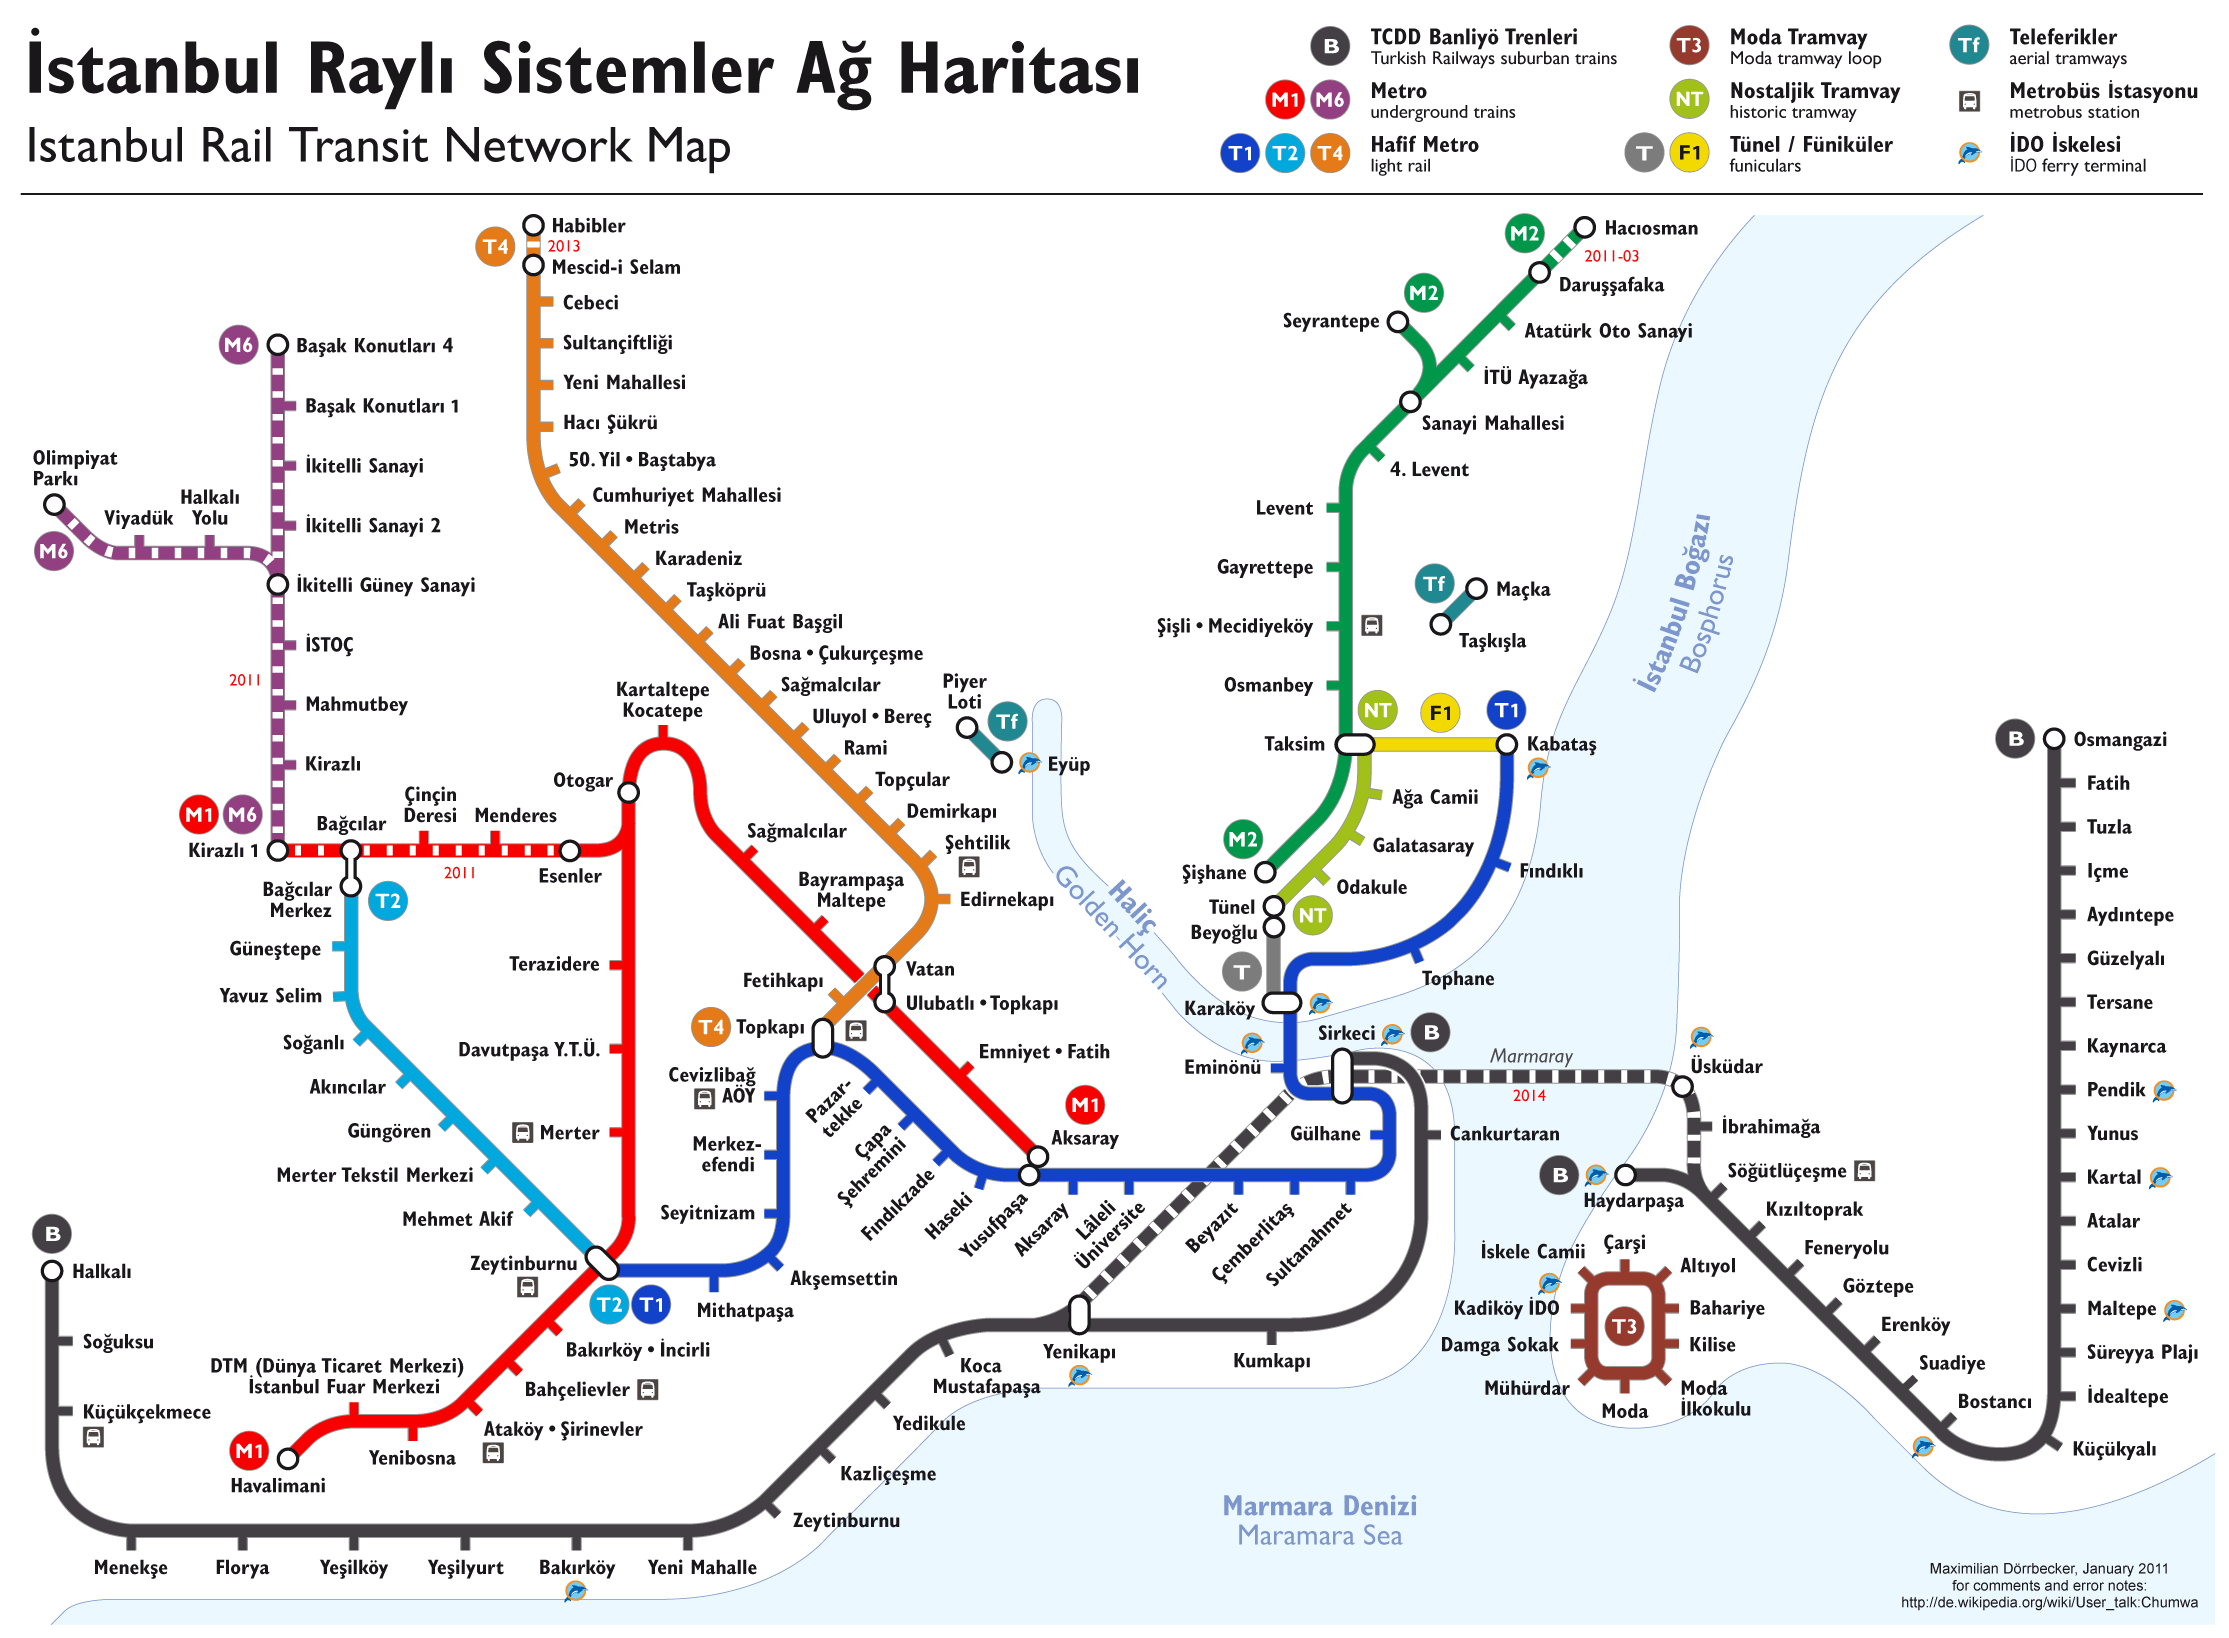 İstanbul Raylı Sistemler Ağ Haritası
Istanbul Rail Transit Network Map
B
TCDD Banliyö Trenleri
Turkish Railways suburban trains
M1 M6
Metro
underground trains
T1 T2 T4
Hafif Metro
light rail
T3
Moda Tramvay
Moda tramway loop
NT
Nostaljik Tramvay
historic tramway
T F1
Tünel / Füniküler
funiculars
Tf
Teleferikler
aerial tramways
Metrobüs İstasyonu
metrobus station
İDO İskelesi
İDO ferry terminal
M6
Başak Konutları 4
Başak Konutları 1
İkitelli Sanayi
İkitelli Sanayi 2
Olimpiyat
Parkı
M6
Viyadük
Halkalı
Yolu
İkitelli Güney Sanayi
İSTOÇ
2011
Mahmutbey
Kirazlı
M1 M6
Kirazlı 1
Bağcılar
Çinçin
Deresi
Menderes
2011
Esenler
Otogar
Kartaltepe
Kocatepe
Sağmalcılar
Bayrampaşa
Maltepe
Ulubatlı • Topkapı
Emniyet • Fatih
M1
Aksaray
Terazidere
Davutpaşa Y.T.Ü.
Merter
Zeytinburnu
T2 T1
Bakırköy • İncirli
Bahçelievler
Ataköy • Şirinevler
Yenibosna
DTM (Dünya Ticaret Merkezi)
İstanbul Fuar Merkezi
M1
Havalimani
Bağcılar
Merkez
T2
Güneştepe
Yavuz Selim
Soğanlı
Akıncılar
Güngören
Merter Tekstil Merkezi
Mehmet Akif
T4
Habibler
2013
Mescid-i Selam
Cebeci
Sultançiftliği
Yeni Mahallesi
Hacı Şükrü
50. Yil • Baştabya
Cumhuriyet Mahallesi
Metris
Karadeniz
Taşköprü
Ali Fuat Başgil
Bosna • Çukurçeşme
Sağmalcılar
Uluyol • Bereç
Rami
Topçular
Demirkapı
Şehtilik
Edirnekapı
Vatan
Fetihkapı
T4
Topkapı
Piyer
Loti
Tf
Eyüp
Cevizlibağ
AÖY
Merkez-
efendi
Seyitnizam
Akşemsettin
Mithatpaşa
Pazar-
tekke
Çapa
Şehremini
Fındıkzade
Haseki
Yusufpaşa
Aksaray
Lâleli
Üniversite
Beyazıt
Çemberlitaş
Sultanahmet
Gülhane
Eminönü
Sirkeci
B
Karaköy
Tophane
Fındıklı
Kabataş
T1
F1
NT
Taksim
Ağa Camii
Galatasaray
Odakule
NT
Tünel
Beyoğlu
T
M2
Hacıosman
2011-03
Daruşşafaka
Atatürk Oto Sanayi
İTÜ Ayazağa
M2
Seyrantepe
Sanayi Mahallesi
4. Levent
Levent
Gayrettepe
Şişli • Mecidiyeköy
Osmanbey
M2
Şişhane
Tf
Maçka
Taşkışla
İstanbul Boğazı
Bosphorus
Haliç
Golden-Horn
Marmaray
2014
Üsküdar
İbrahimağa
Söğütlüçeşme
B
Haydarpaşa
Kızıltoprak
Feneryolu
Göztepe
Erenköy
Suadiye
Bostancı
Küçükyalı
İdealtepe
Süreyya Plajı
Maltepe
Cevizli
Atalar
Kartal
Yunus
Pendik
Kaynarca
Tersane
Güzelyalı
Aydıntepe
İçme
Tuzla
Fatih
B
Osmangazi
İskele Camii
Çarşi
Altıyol
Kadiköy İDO
Bahariye
T3
Damga Sokak
Kilise
Mühürdar
Moda
Moda
İlkokulu
Cankurtaran
Kumkapı
Yenikapı
Koca
Mustafapaşa
Yedikule
Kazliçeşme
Zeytinburnu
Yeni Mahalle
Bakırköy
Yeşilyurt
Yeşilköy
Florya
Menekşe
Küçükçekmece
Soğuksu
Halkalı
B
Marmara Denizi
Maramara Sea
Maximilian Dörrbecker, January 2011
for comments and error notes:
http://de.wikipedia.org/wiki/User_talk:Chumwa